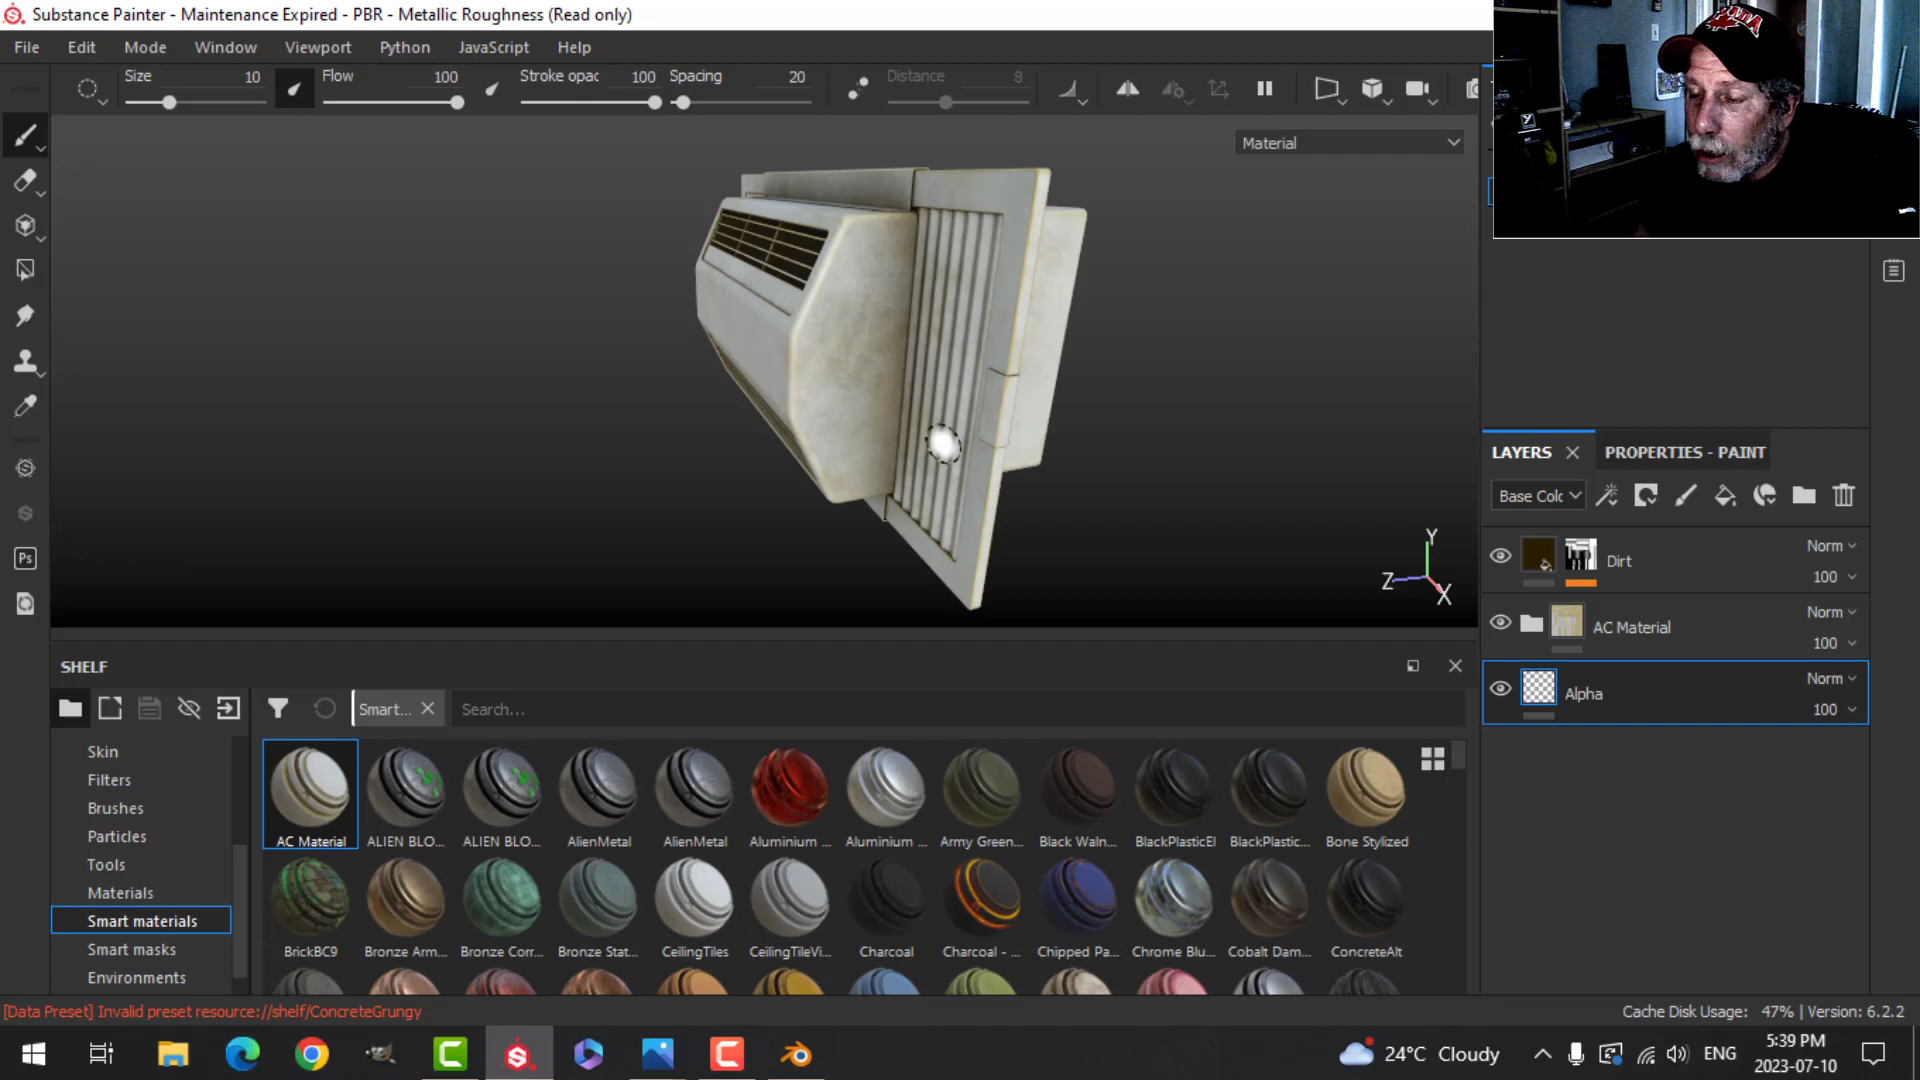 Substance Painter - Maintenance Expired - PBR - Metallic Roughness (Read only)
File Edit Mode Window Viewport Python JavaScript Help
Size 10 Flow 100 Stroke opac 100 Spacing 20 Distance 8
Material
Y
Z
X
LAYERS PROPERTIES - PAINT
Base Colc
Dirt Norm 100
AC Material Norm 100
Alpha Norm 100
SHELF
Smart... Search...
Skin
Filters
Brushes
Particles
Tools
Materials
Smart materials
Smart masks
Environments
AC Material ALIEN BLO... ALIEN BLO... AlienMetal AlienMetal Aluminium ... Aluminium ... Army Green... Black Waln... BlackPlasticEl BlackPlastic... Bone Stylized
BrickBC9 Bronze Arm... Bronze Corr... Bronze Stat... CeilingTiles CeilingTileVi... Charcoal Charcoal - ... Chipped Pa... Chrome Blu... Cobalt Dam... ConcreteAlt
[Data Preset] Invalid preset resource://shelf/ConcreteGrungy
Cache Disk Usage: 47% | Version: 6.2.2
24°C Cloudy ENG 5:39 PM
2023-07-10